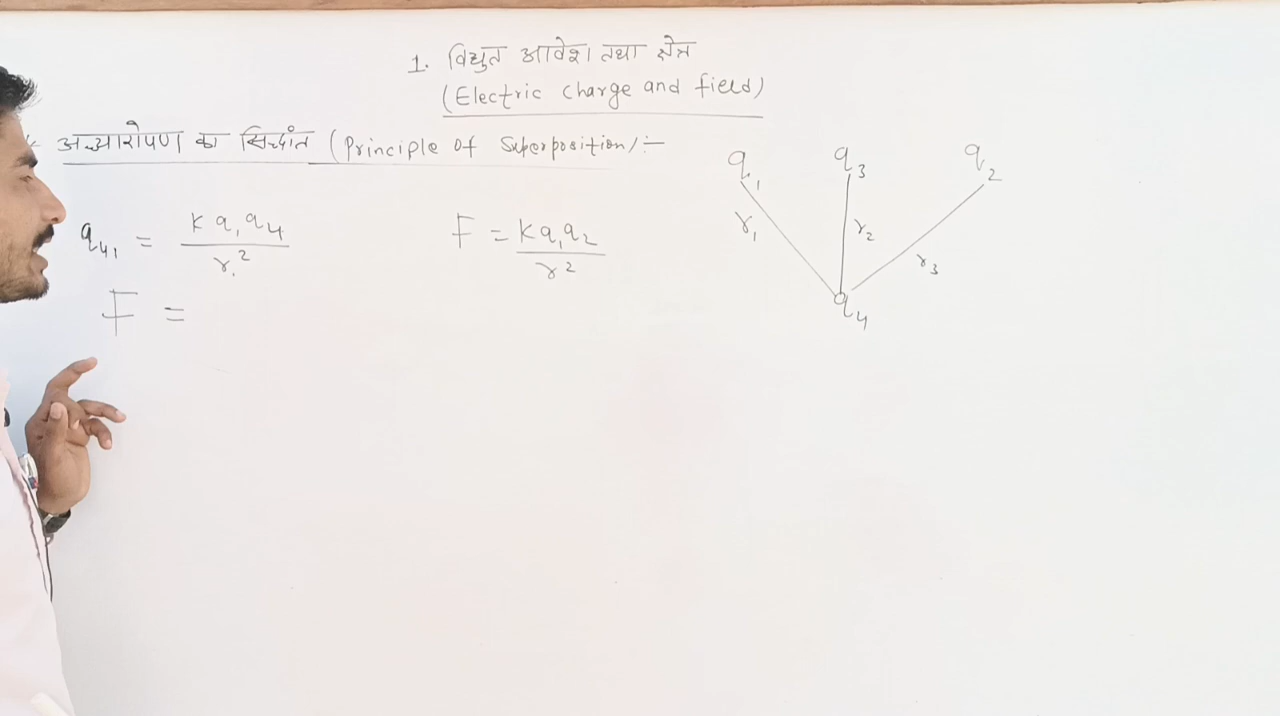 1. विद्युत आवेश तथा क्षेत्र
(Electric charge and field)
अध्यारोपण का सिद्धांत (Principle of Superposition) :-
q₁ q₃ q₂
r₁ r₂ r₃
q₄
q₄₁ = K q₁ q₄ / r₁²
F = K q₁ q₂ / r²
F =